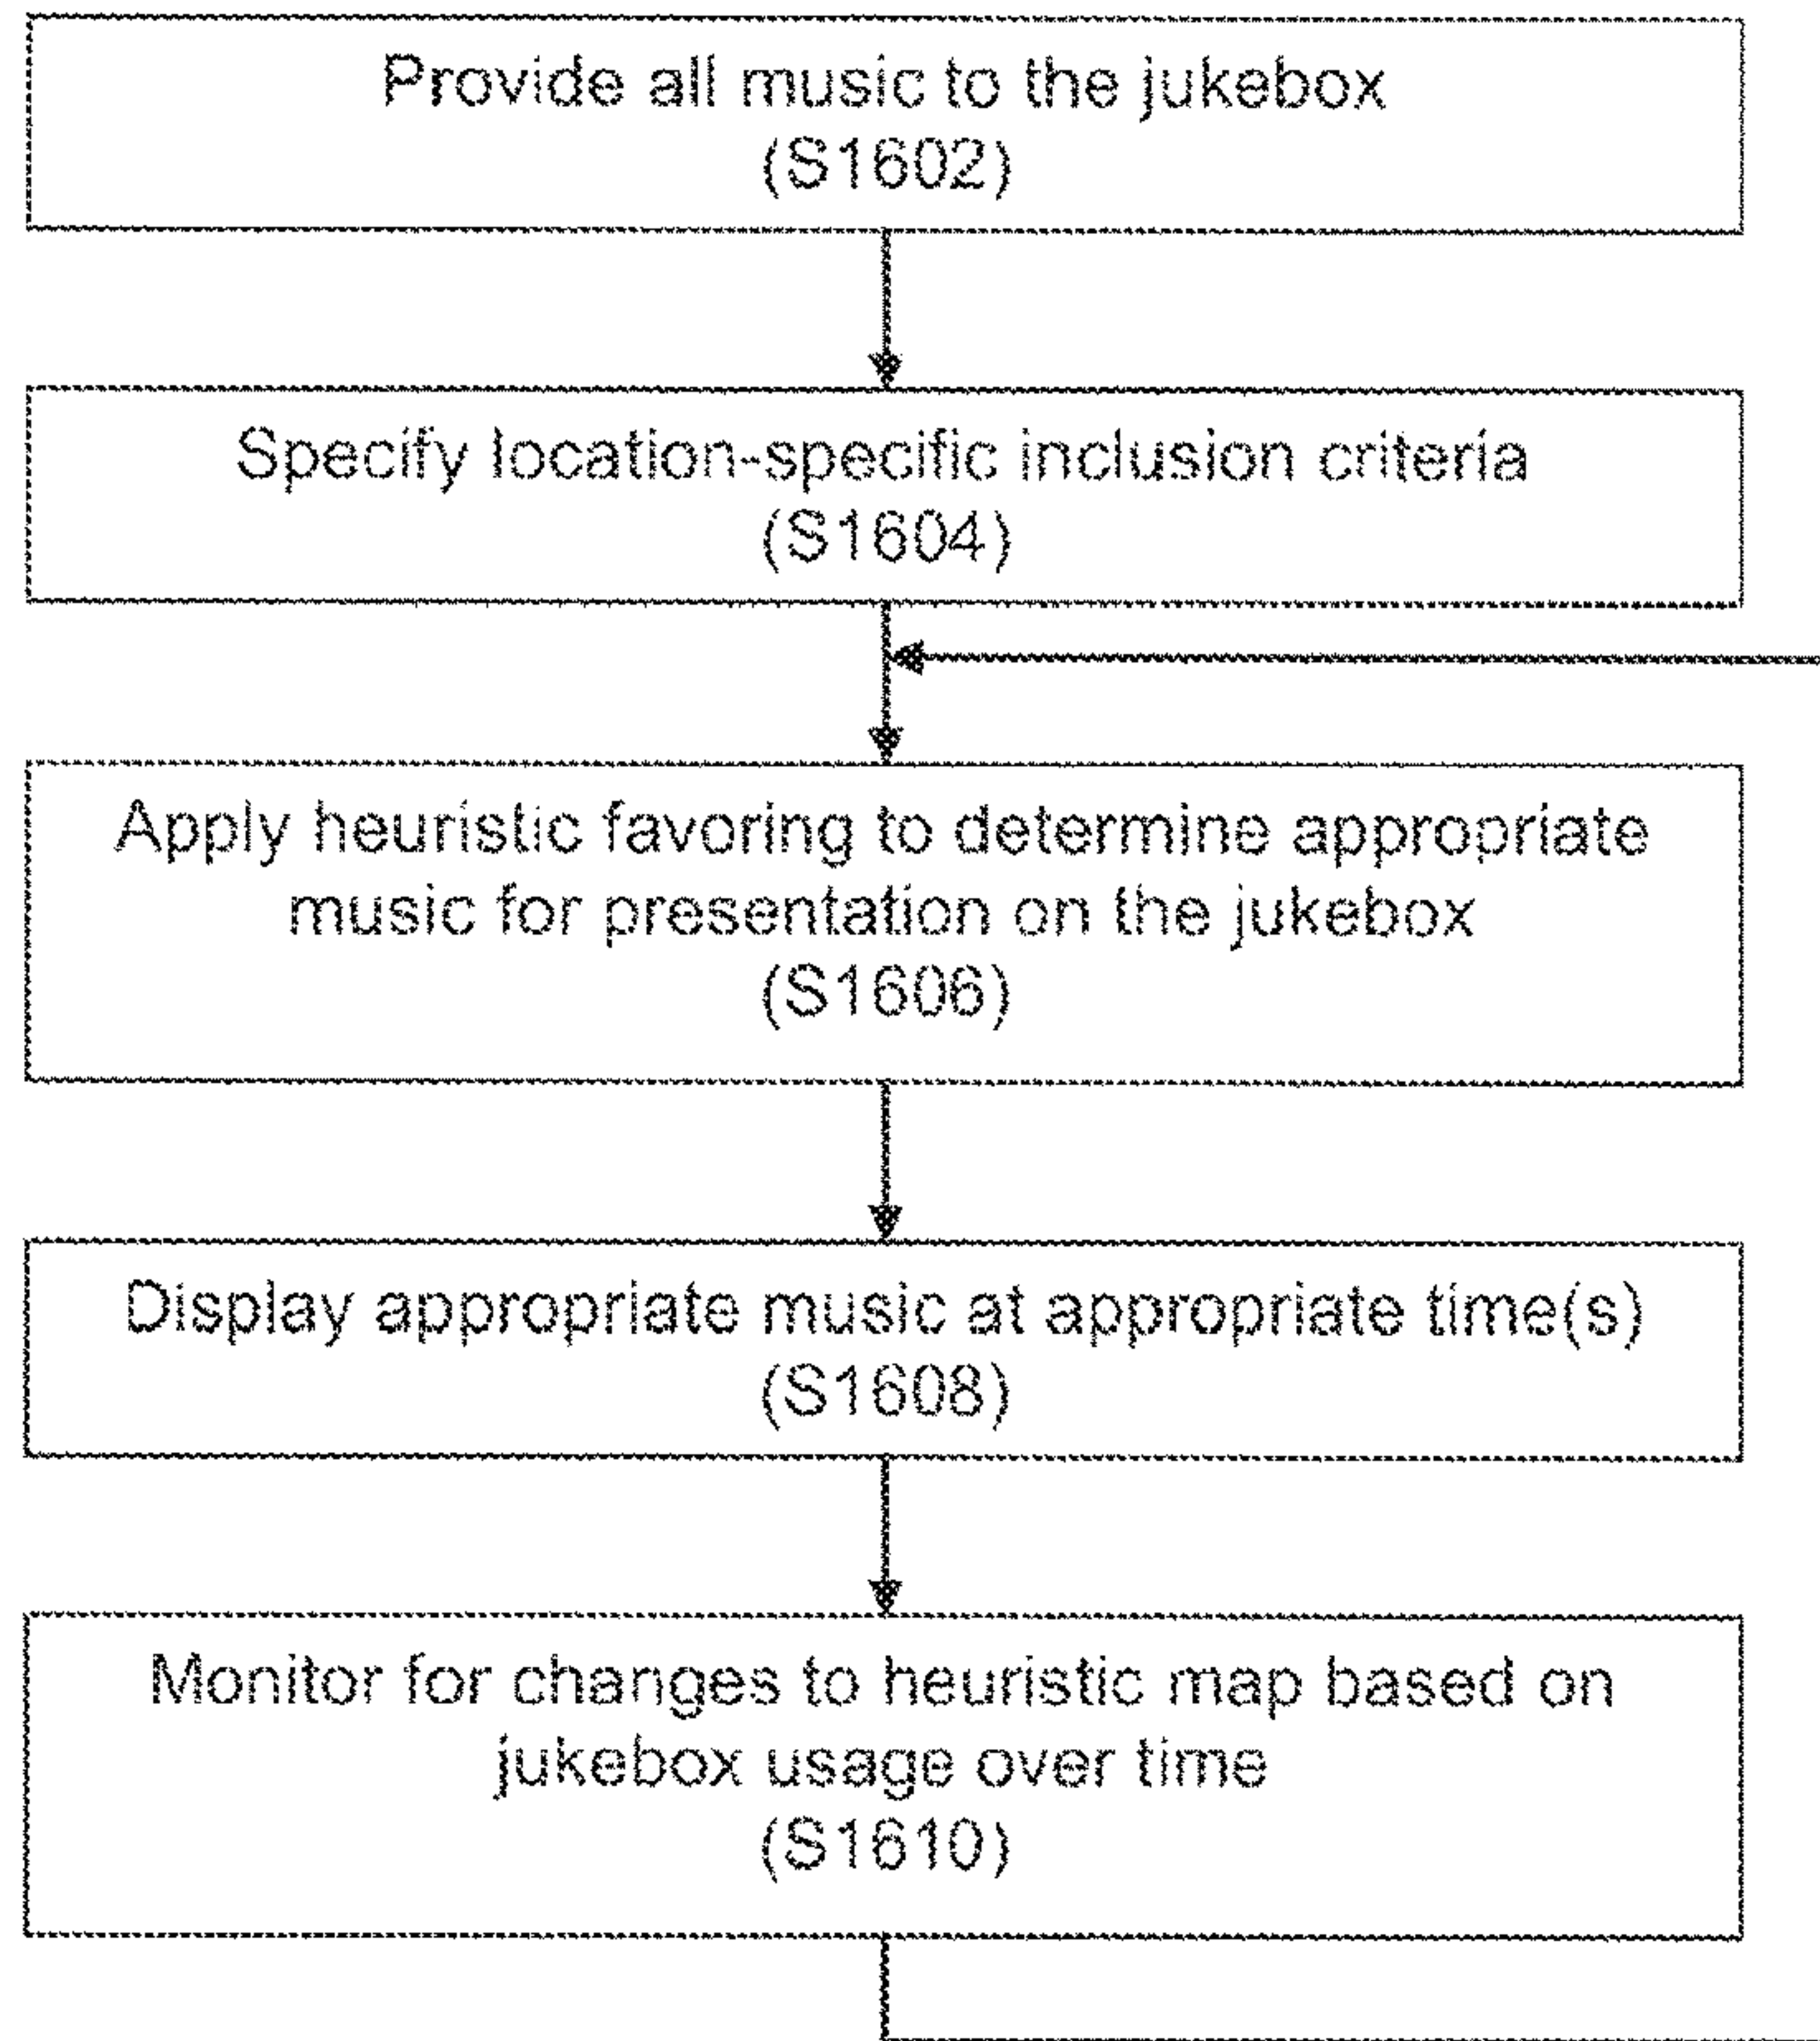 Provide all music to the jukebox
(S1602)
Specify location-specific inclusion criteria
(S1604)
Apply heuristic favoring to determine appropriate
music for presentation on the jukebox
(S1606)
Display appropriate music at appropriate time(s)
(S1608)
Monitor for changes to heuristic map based on
jukebox usage over time
(S1610)